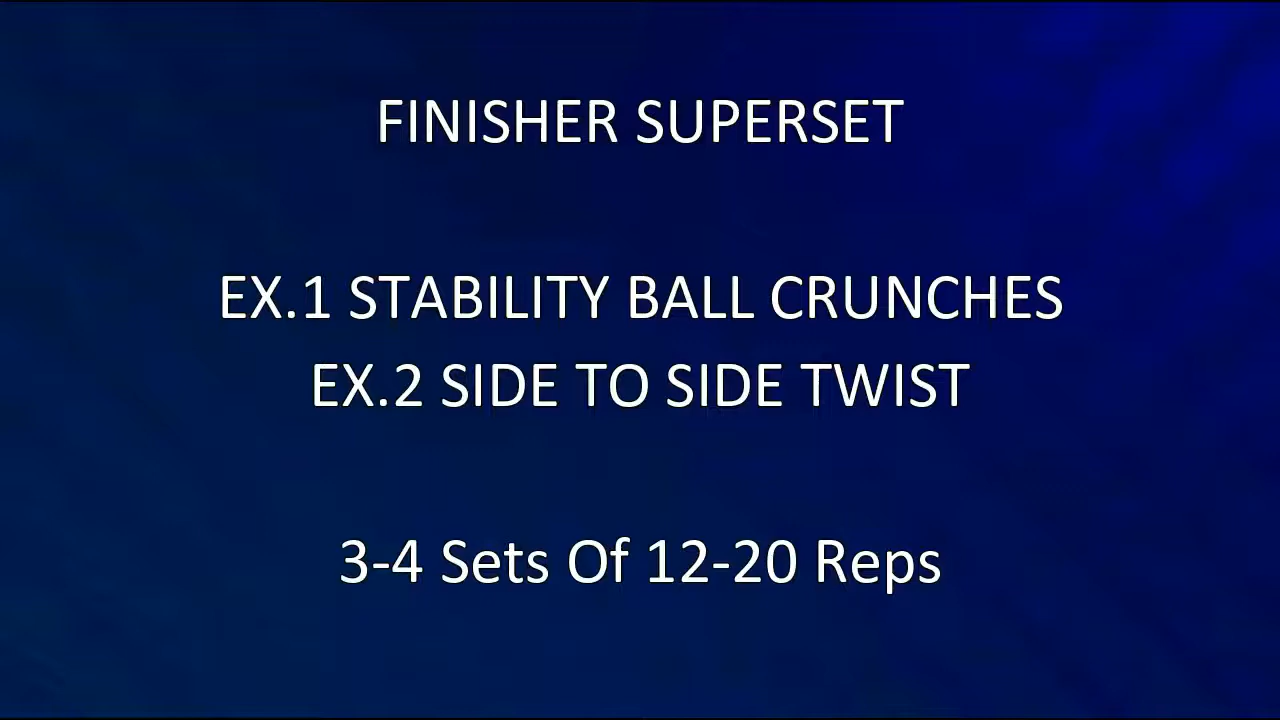 FINISHER SUPERSET
EX.1 STABILITY BALL CRUNCHES
EX.2 SIDE TO SIDE TWIST
3-4 Sets Of 12-20 Reps